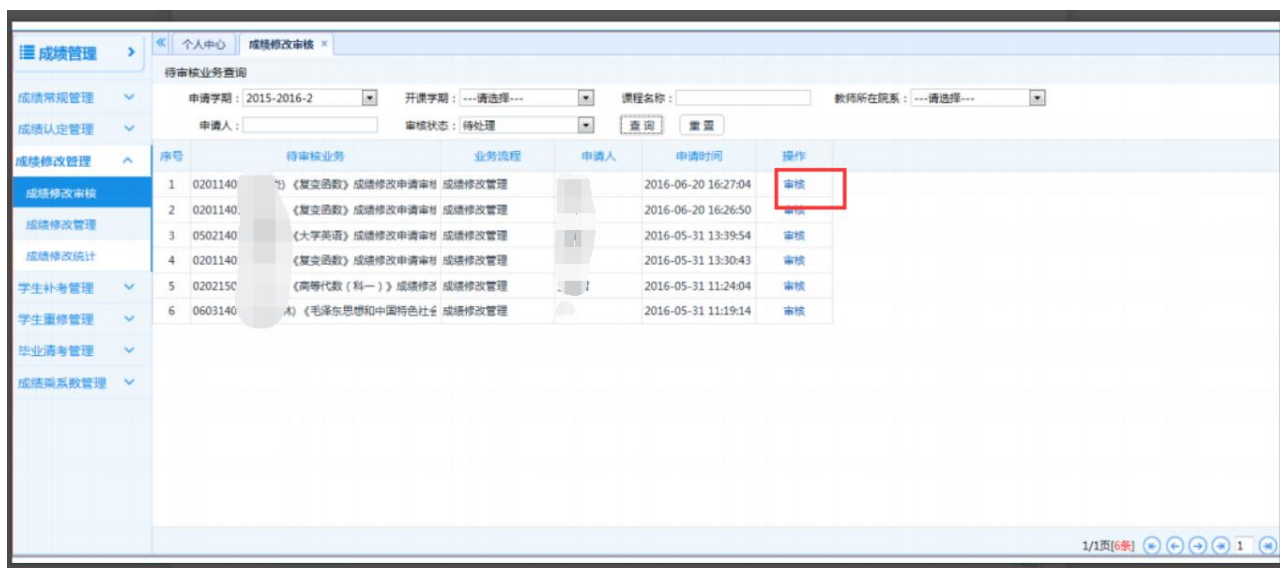 成绩管理
个人中心 成绩修改审核 ×
待审核业务查询
成绩常规管理
成绩认定管理
成绩修改管理
成绩修改审核
成绩修改管理
成绩修改统计
学生补考管理
学生重修管理
毕业清考管理
成绩乘系数管理
申请学期：2015-2016-2 开课学期：---请选择--- 课程名称： 教师所在院系：---请选择---
申请人： 审核状态：待处理 查询 重置
序号 待审核业务 业务流程 申请人 申请时间 操作
1 0201140 《复变函数》成绩修改申请审核 成绩修改管理 2016-06-20 16:27:04 审核
2 0201140 《复变函数》成绩修改申请审核 成绩修改管理 2016-06-20 16:26:50 审核
3 0502140 《大学英语》成绩修改申请审核 成绩修改管理 2016-05-31 13:39:54 审核
4 0201140 《复变函数》成绩修改申请审核 成绩修改管理 2016-05-31 13:30:43 审核
5 0202150 《高等代数（科一）》成绩修改 成绩修改管理 2016-05-31 11:24:04 审核
6 0603140 《毛泽东思想和中国特色社会 成绩修改管理 2016-05-31 11:19:14 审核
1/1页[6条] 1